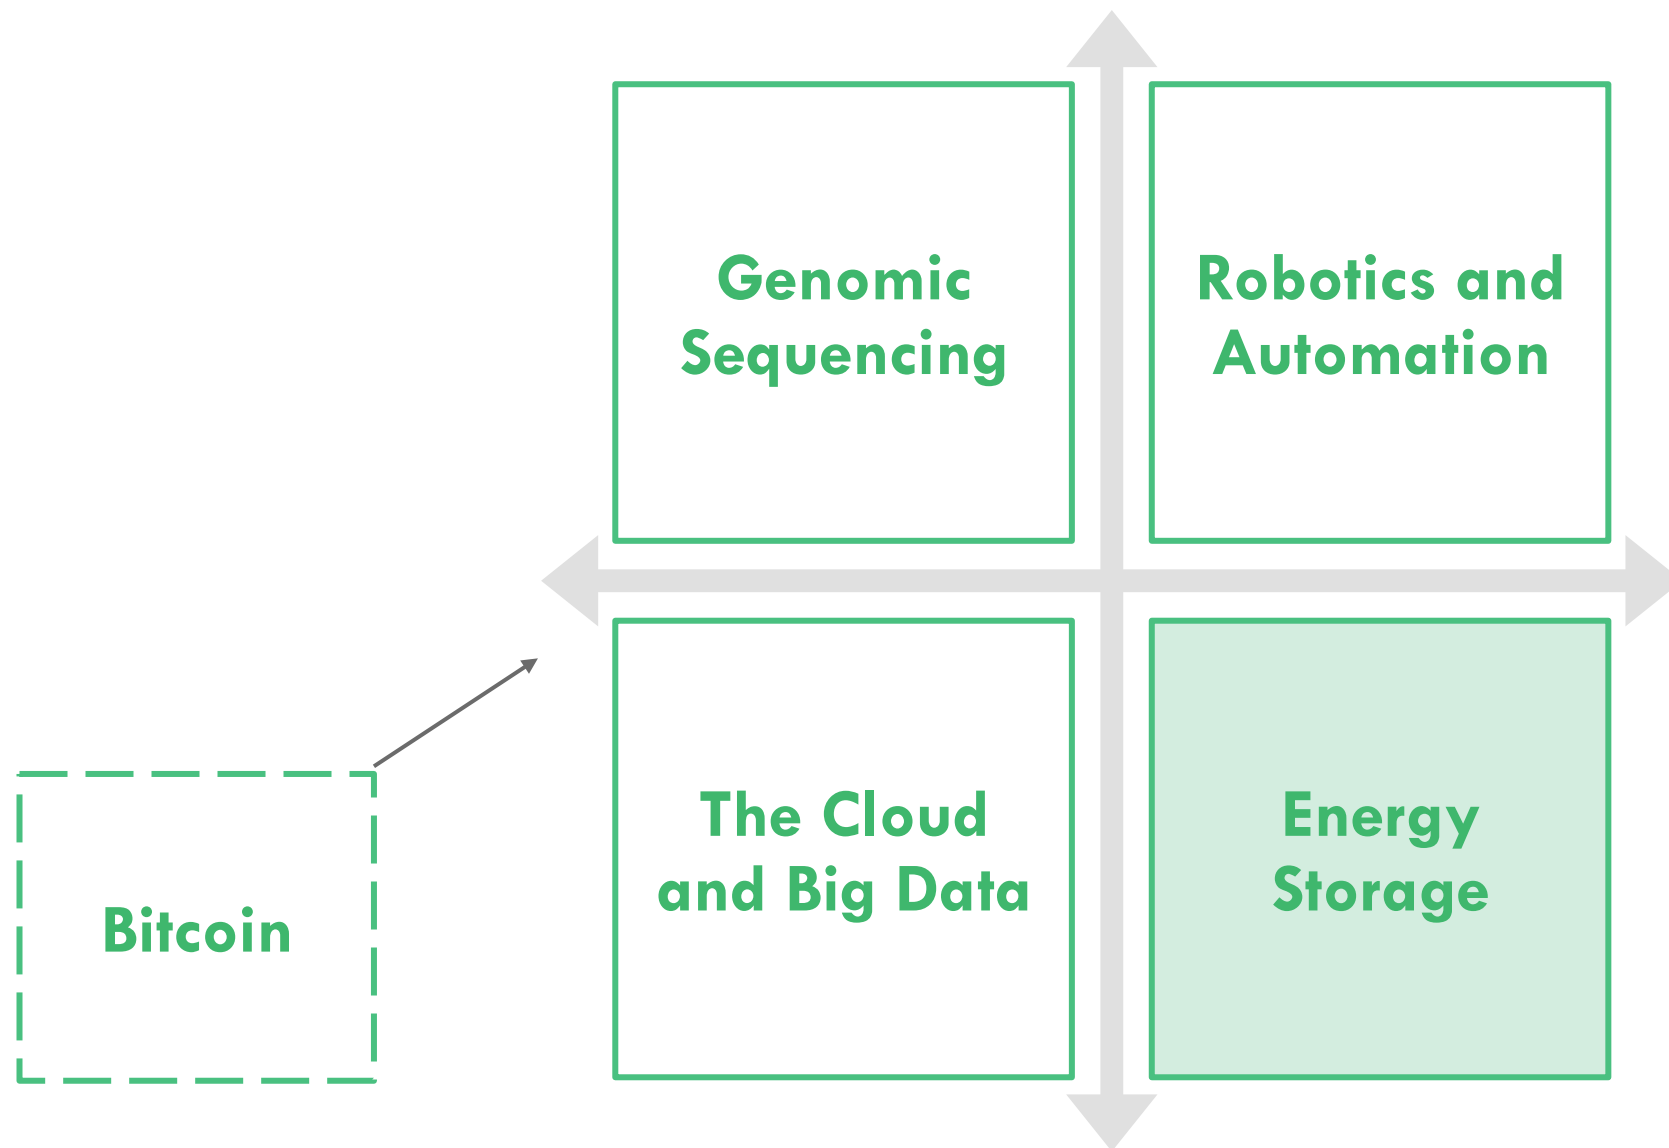 Genomic
Sequencing
Robotics and
Automation
The Cloud
and Big Data
Energy
Storage
Bitcoin